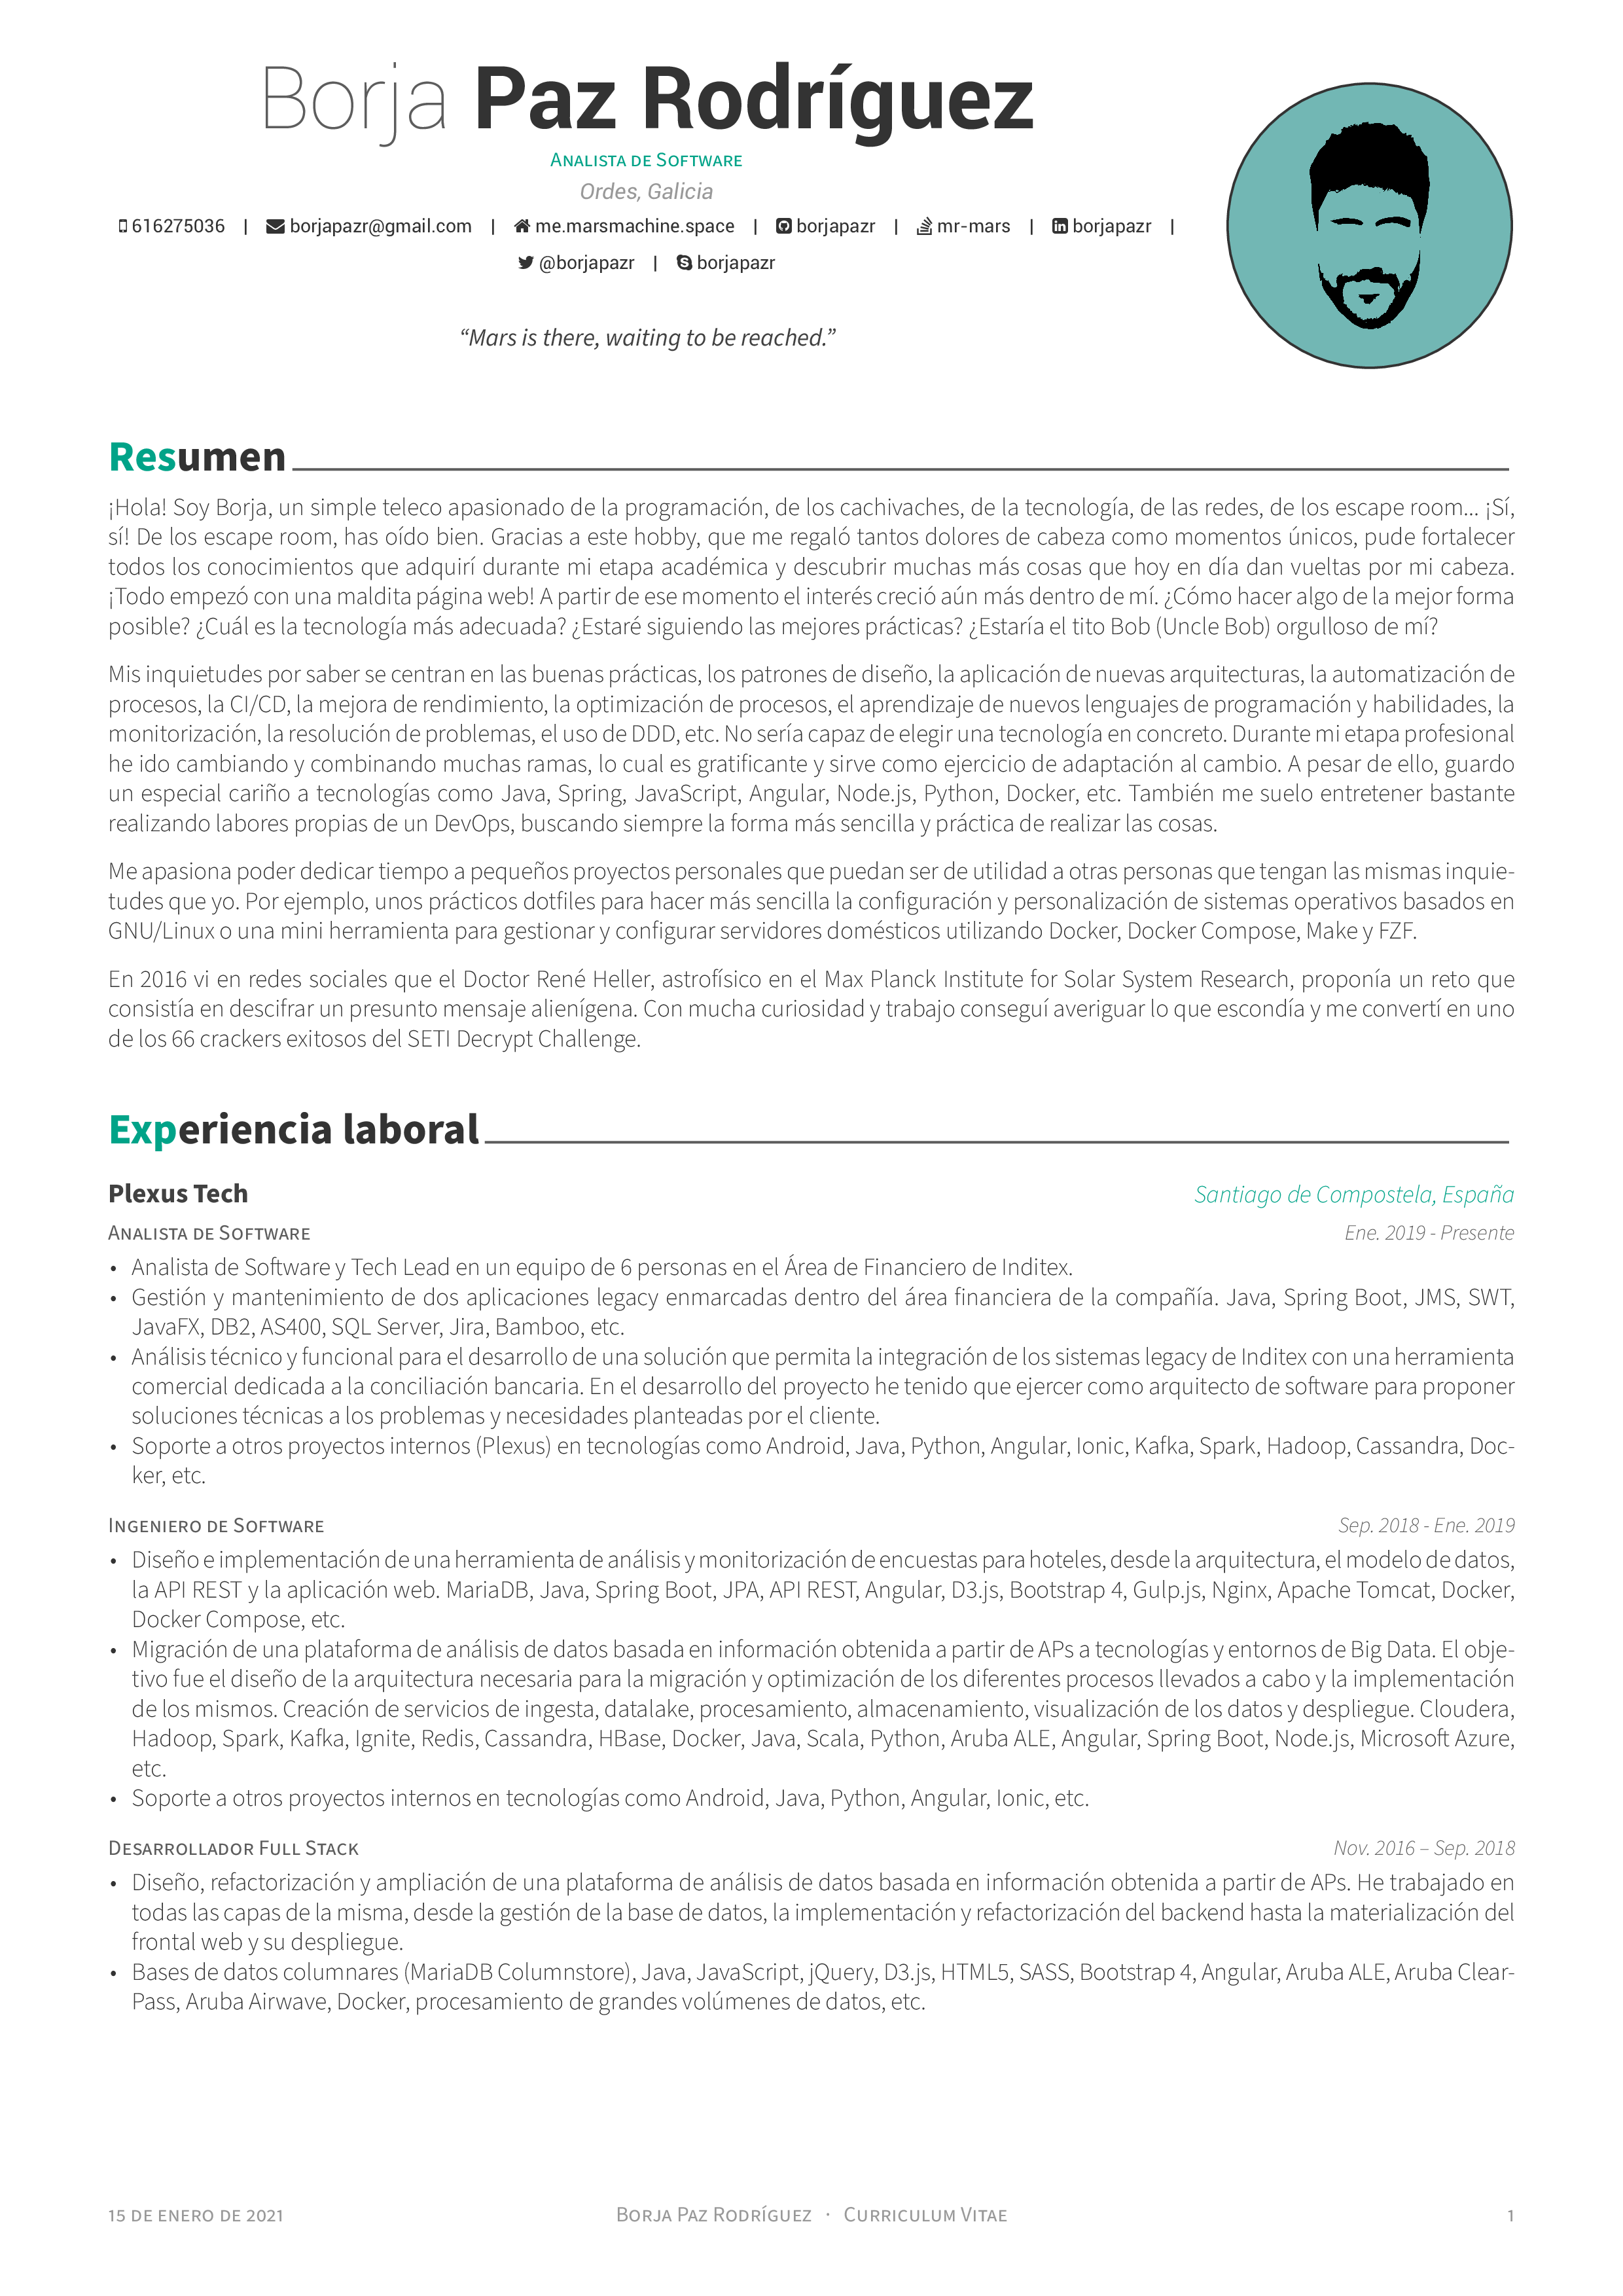 Borja Paz Rodríguez
Analista de Software
Ordes, Galicia
616275036 | borjapazr@gmail.com | me.marsmachine.space | borjapazr | mr-mars | borjapazr |
@borjapazr | borjapazr
“Mars is there, waiting to be reached.”
Resumen
¡Hola! Soy Borja, un simple teleco apasionado de la programación, de los cachivaches, de la tecnología, de las redes, de los escape room... ¡Sí,
sí! De los escape room, has oído bien. Gracias a este hobby, que me regaló tantos dolores de cabeza como momentos únicos, pude fortalecer
todos los conocimientos que adquirí durante mi etapa académica y descubrir muchas más cosas que hoy en día dan vueltas por mi cabeza.
¡Todo empezó con una maldita página web! A partir de ese momento el interés creció aún más dentro de mí. ¿Cómo hacer algo de la mejor forma
posible? ¿Cuál es la tecnología más adecuada? ¿Estaré siguiendo las mejores prácticas? ¿Estaría el tito Bob (Uncle Bob) orgulloso de mí?
Mis inquietudes por saber se centran en las buenas prácticas, los patrones de diseño, la aplicación de nuevas arquitecturas, la automatización de
procesos, la CI/CD, la mejora de rendimiento, la optimización de procesos, el aprendizaje de nuevos lenguajes de programación y habilidades, la
monitorización, la resolución de problemas, el uso de DDD, etc. No sería capaz de elegir una tecnología en concreto. Durante mi etapa profesional
he ido cambiando y combinando muchas ramas, lo cual es gratificante y sirve como ejercicio de adaptación al cambio. A pesar de ello, guardo
un especial cariño a tecnologías como Java, Spring, JavaScript, Angular, Node.js, Python, Docker, etc. También me suelo entretener bastante
realizando labores propias de un DevOps, buscando siempre la forma más sencilla y práctica de realizar las cosas.
Me apasiona poder dedicar tiempo a pequeños proyectos personales que puedan ser de utilidad a otras personas que tengan las mismas inquie-
tudes que yo. Por ejemplo, unos prácticos dotfiles para hacer más sencilla la configuración y personalización de sistemas operativos basados en
GNU/Linux o una mini herramienta para gestionar y configurar servidores domésticos utilizando Docker, Docker Compose, Make y FZF.
En 2016 vi en redes sociales que el Doctor René Heller, astrofísico en el Max Planck Institute for Solar System Research, proponía un reto que
consistía en descifrar un presunto mensaje alienígena. Con mucha curiosidad y trabajo conseguí averiguar lo que escondía y me convertí en uno
de los 66 crackers exitosos del SETI Decrypt Challenge.
Experiencia laboral
Plexus Tech Santiago de Compostela, España
Analista de Software Ene. 2019 - Presente
• Analista de Software y Tech Lead en un equipo de 6 personas en el Área de Financiero de Inditex.
• Gestión y mantenimiento de dos aplicaciones legacy enmarcadas dentro del área financiera de la compañía. Java, Spring Boot, JMS, SWT,
JavaFX, DB2, AS400, SQL Server, Jira, Bamboo, etc.
• Análisis técnico y funcional para el desarrollo de una solución que permita la integración de los sistemas legacy de Inditex con una herramienta
comercial dedicada a la conciliación bancaria. En el desarrollo del proyecto he tenido que ejercer como arquitecto de software para proponer
soluciones técnicas a los problemas y necesidades planteadas por el cliente.
• Soporte a otros proyectos internos (Plexus) en tecnologías como Android, Java, Python, Angular, Ionic, Kafka, Spark, Hadoop, Cassandra, Doc-
ker, etc.
Ingeniero de Software Sep. 2018 - Ene. 2019
• Diseño e implementación de una herramienta de análisis y monitorización de encuestas para hoteles, desde la arquitectura, el modelo de datos,
la API REST y la aplicación web. MariaDB, Java, Spring Boot, JPA, API REST, Angular, D3.js, Bootstrap 4, Gulp.js, Nginx, Apache Tomcat, Docker,
Docker Compose, etc.
• Migración de una plataforma de análisis de datos basada en información obtenida a partir de APs a tecnologías y entornos de Big Data. El obje-
tivo fue el diseño de la arquitectura necesaria para la migración y optimización de los diferentes procesos llevados a cabo y la implementación
de los mismos. Creación de servicios de ingesta, datalake, procesamiento, almacenamiento, visualización de los datos y despliegue. Cloudera,
Hadoop, Spark, Kafka, Ignite, Redis, Cassandra, HBase, Docker, Java, Scala, Python, Aruba ALE, Angular, Spring Boot, Node.js, Microsoft Azure,
etc.
• Soporte a otros proyectos internos en tecnologías como Android, Java, Python, Angular, Ionic, etc.
Desarrollador Full Stack Nov. 2016 – Sep. 2018
• Diseño, refactorización y ampliación de una plataforma de análisis de datos basada en información obtenida a partir de APs. He trabajado en
todas las capas de la misma, desde la gestión de la base de datos, la implementación y refactorización del backend hasta la materialización del
frontal web y su despliegue.
• Bases de datos columnares (MariaDB Columnstore), Java, JavaScript, jQuery, D3.js, HTML5, SASS, Bootstrap 4, Angular, Aruba ALE, Aruba Clear-
Pass, Aruba Airwave, Docker, procesamiento de grandes volúmenes de datos, etc.
15 de enero de 2021 Borja Paz Rodríguez · Curriculum Vitae 1